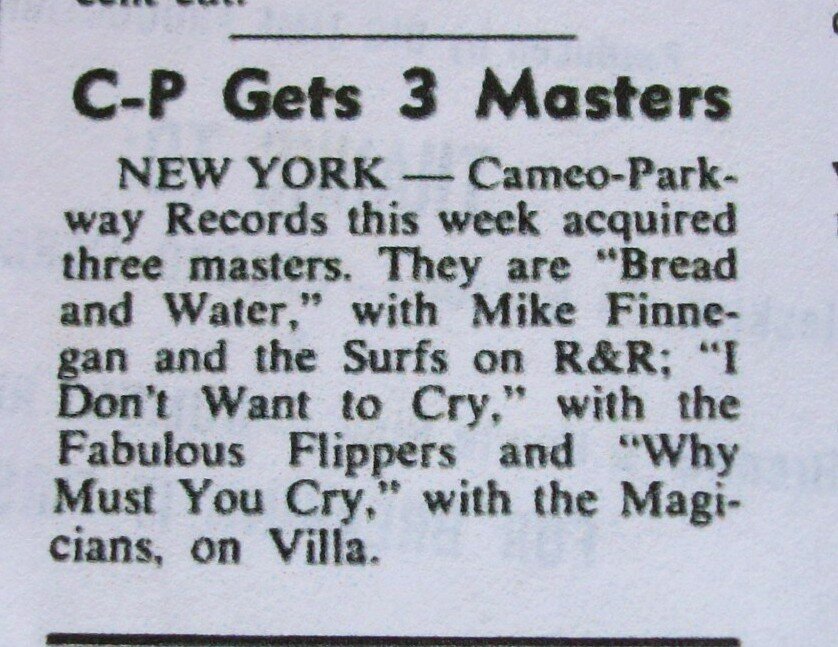 C-P Gets 3 Masters
NEW YORK — Cameo-Park-
way Records this week acquired
three masters. They are "Bread
and Water," with Mike Finne-
gan and the Surfs on R&R; "I
Don't Want to Cry," with the
Fabulous Flippers and "Why
Must You Cry," with the Magi-
cians, on Villa.